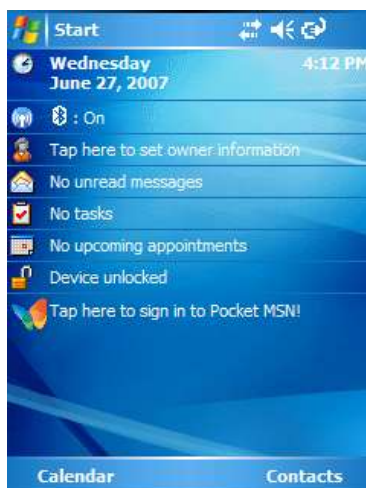 Start
Wednesday 4:12 PM
June 27, 2007
: On
Tap here to set owner information
No unread messages
No tasks
No upcoming appointments
Device unlocked
Tap here to sign in to Pocket MSN!
Calendar Contacts